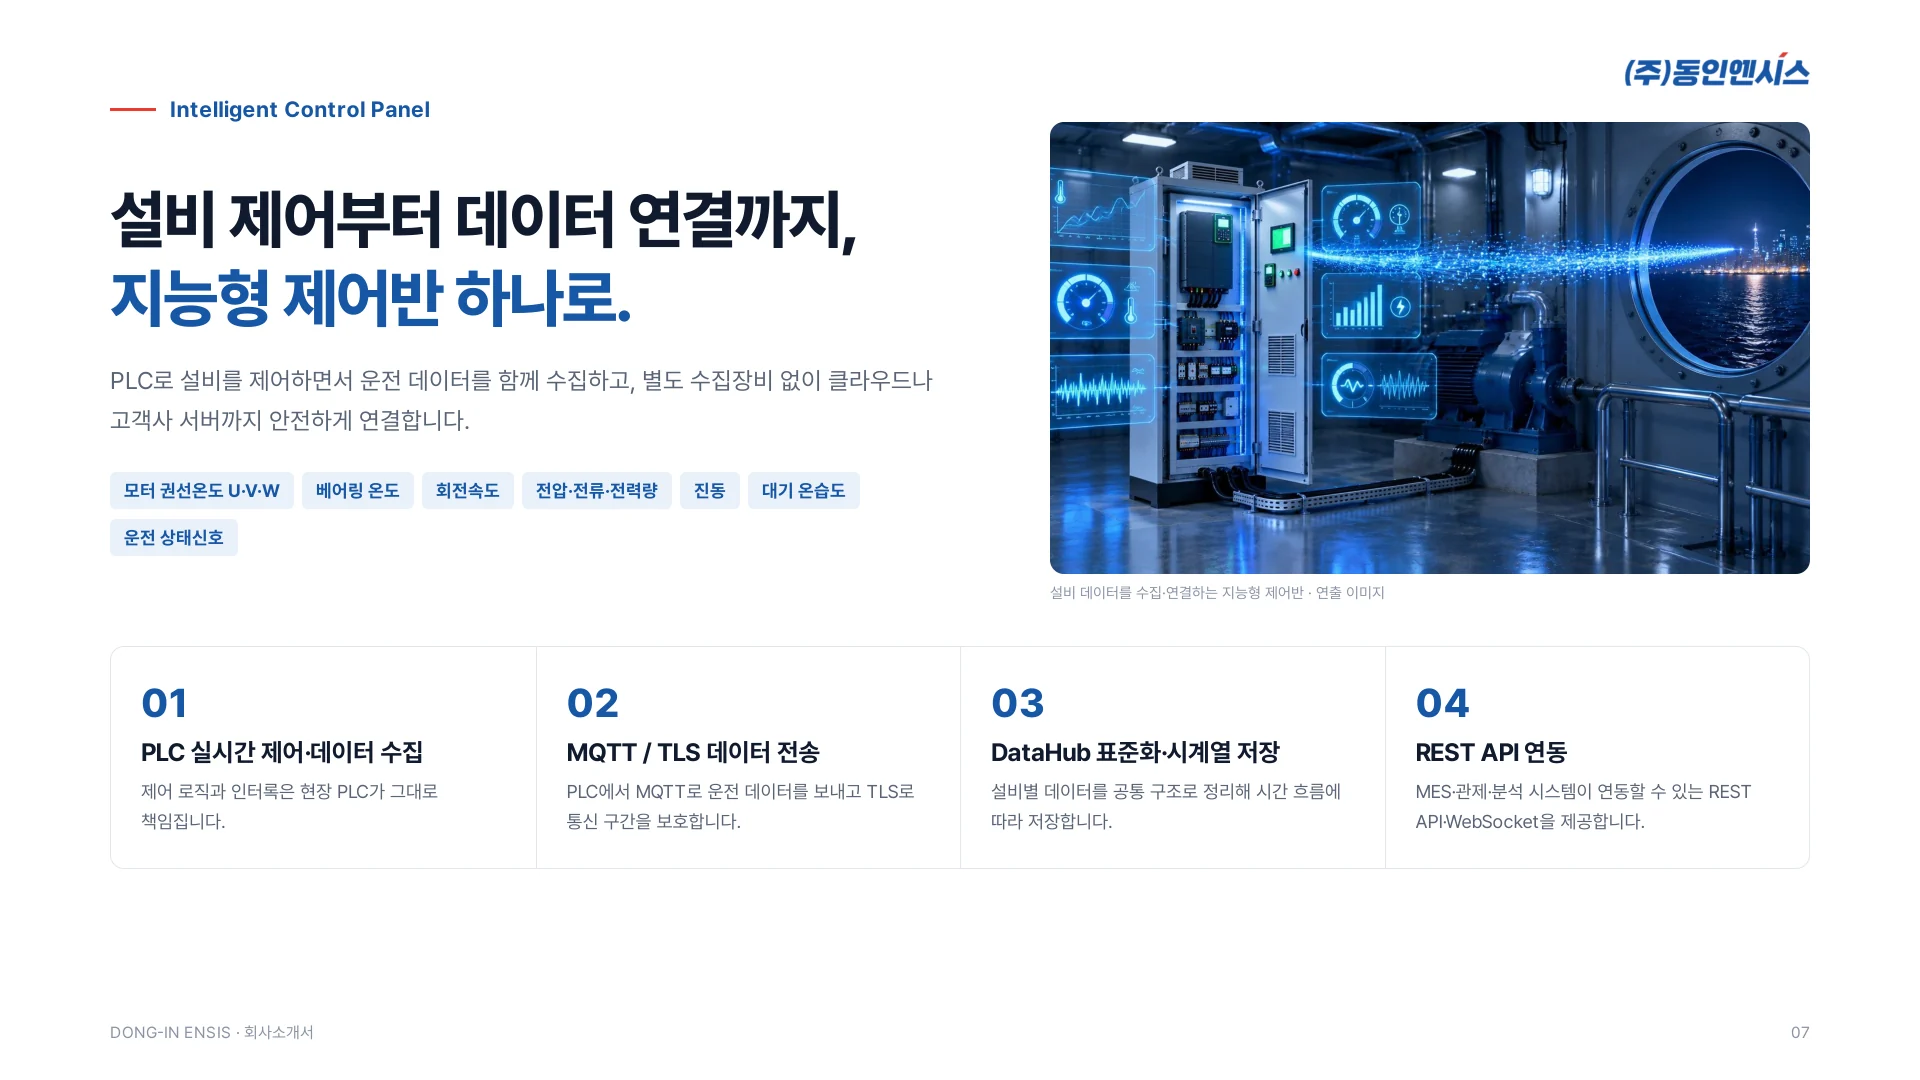 (주)동인엔시스
Intelligent Control Panel
설비 제어부터 데이터 연결까지,
지능형 제어반 하나로.
PLC로 설비를 제어하면서 운전 데이터를 함께 수집하고, 별도 수집장비 없이 클라우드나
고객사 서버까지 안전하게 연결합니다.
모터 권선온도 U·V·W
베어링 온도
회전속도
전압·전류·전력량
진동
대기 온습도
운전 상태신호
설비 데이터를 수집·연결하는 지능형 제어반 · 연출 이미지
01
PLC 실시간 제어·데이터 수집
제어 로직과 인터록은 현장 PLC가 그대로
책임집니다.
02
MQTT / TLS 데이터 전송
PLC에서 MQTT로 운전 데이터를 보내고 TLS로
통신 구간을 보호합니다.
03
DataHub 표준화·시계열 저장
설비별 데이터를 공통 구조로 정리해 시간 흐름에
따라 저장합니다.
04
REST API 연동
MES·관제·분석 시스템이 연동할 수 있는 REST
API·WebSocket을 제공합니다.
DONG-IN ENSIS · 회사소개서
07